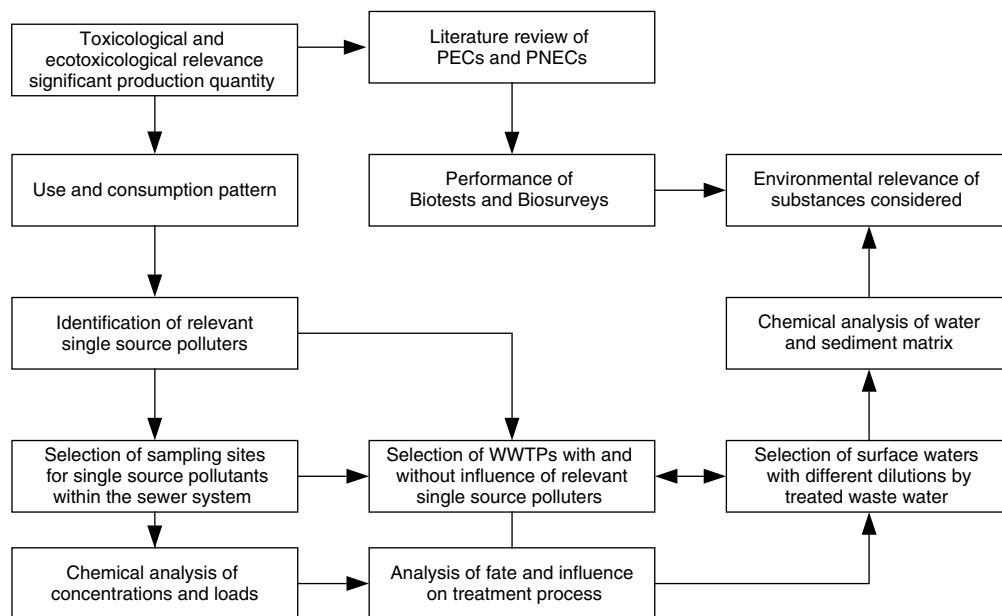 Toxicological and
ecotoxicological relevance
significant production quantity
Literature review of
PECs and PNECs
Use and consumption pattern
Performance of
Biotests and Biosurveys
Environmental relevance of
substances considered
Identification of relevant
single source polluters
Chemical analysis of water
and sediment matrix
Selection of sampling sites
for single source pollutants
within the sewer system
Selection of WWTPs with and
without influence of relevant
single source polluters
Selection of surface waters
with different dilutions by
treated waste water
Chemical analysis of
concentrations and loads
Analysis of fate and influence
on treatment process